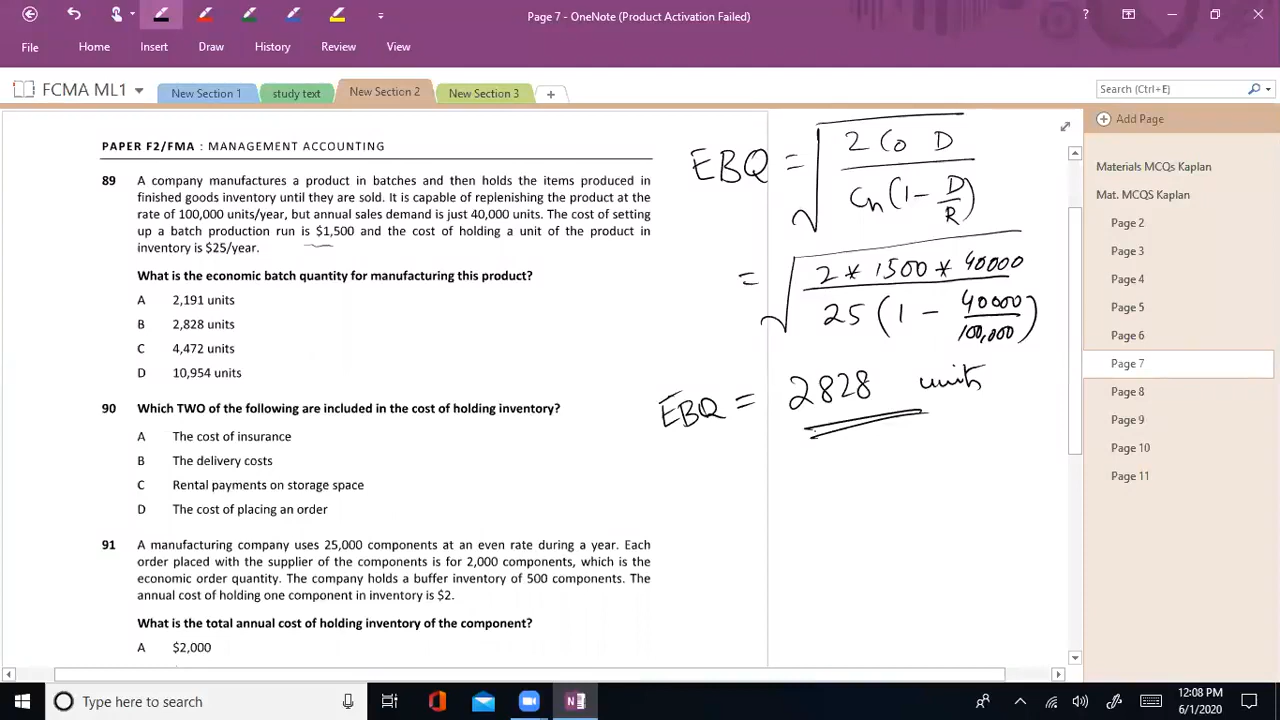 Page 7 - OneNote (Product Activation Failed)
?
File
Home
Insert
Draw
History
Review
View
FCMA ML1
New Section 1
study text
New Section 2
New Section 3
+
Search (Ctrl+E)
PAPER F2/FMA : MANAGEMENT ACCOUNTING
89 A company manufactures a product in batches and then holds the items produced in
finished goods inventory until they are sold. It is capable of replenishing the product at the
rate of 100,000 units/year, but annual sales demand is just 40,000 units. The cost of setting
up a batch production run is $1,500 and the cost of holding a unit of the product in
inventory is $25/year.
What is the economic batch quantity for manufacturing this product?
A 2,191 units
B 2,828 units
C 4,472 units
D 10,954 units
90 Which TWO of the following are included in the cost of holding inventory?
A The cost of insurance
B The delivery costs
C Rental payments on storage space
D The cost of placing an order
91 A manufacturing company uses 25,000 components at an even rate during a year. Each
order placed with the supplier of the components is for 2,000 components, which is the
economic order quantity. The company holds a buffer inventory of 500 components. The
annual cost of holding one component in inventory is $2.
What is the total annual cost of holding inventory of the component?
A $2,000
EBQ = √ 2 Co D
Ch (1 - D
R)
= √ 2 * 1500 * 40000
25 (1 - 40000
100,000)
EBQ = 2828 units
Add Page
Materials MCQs Kaplan
Mat. MCQS Kaplan
Page 2
Page 3
Page 4
Page 5
Page 6
Page 7
Page 8
Page 9
Page 10
Page 11
Type here to search
12:08 PM
6/1/2020